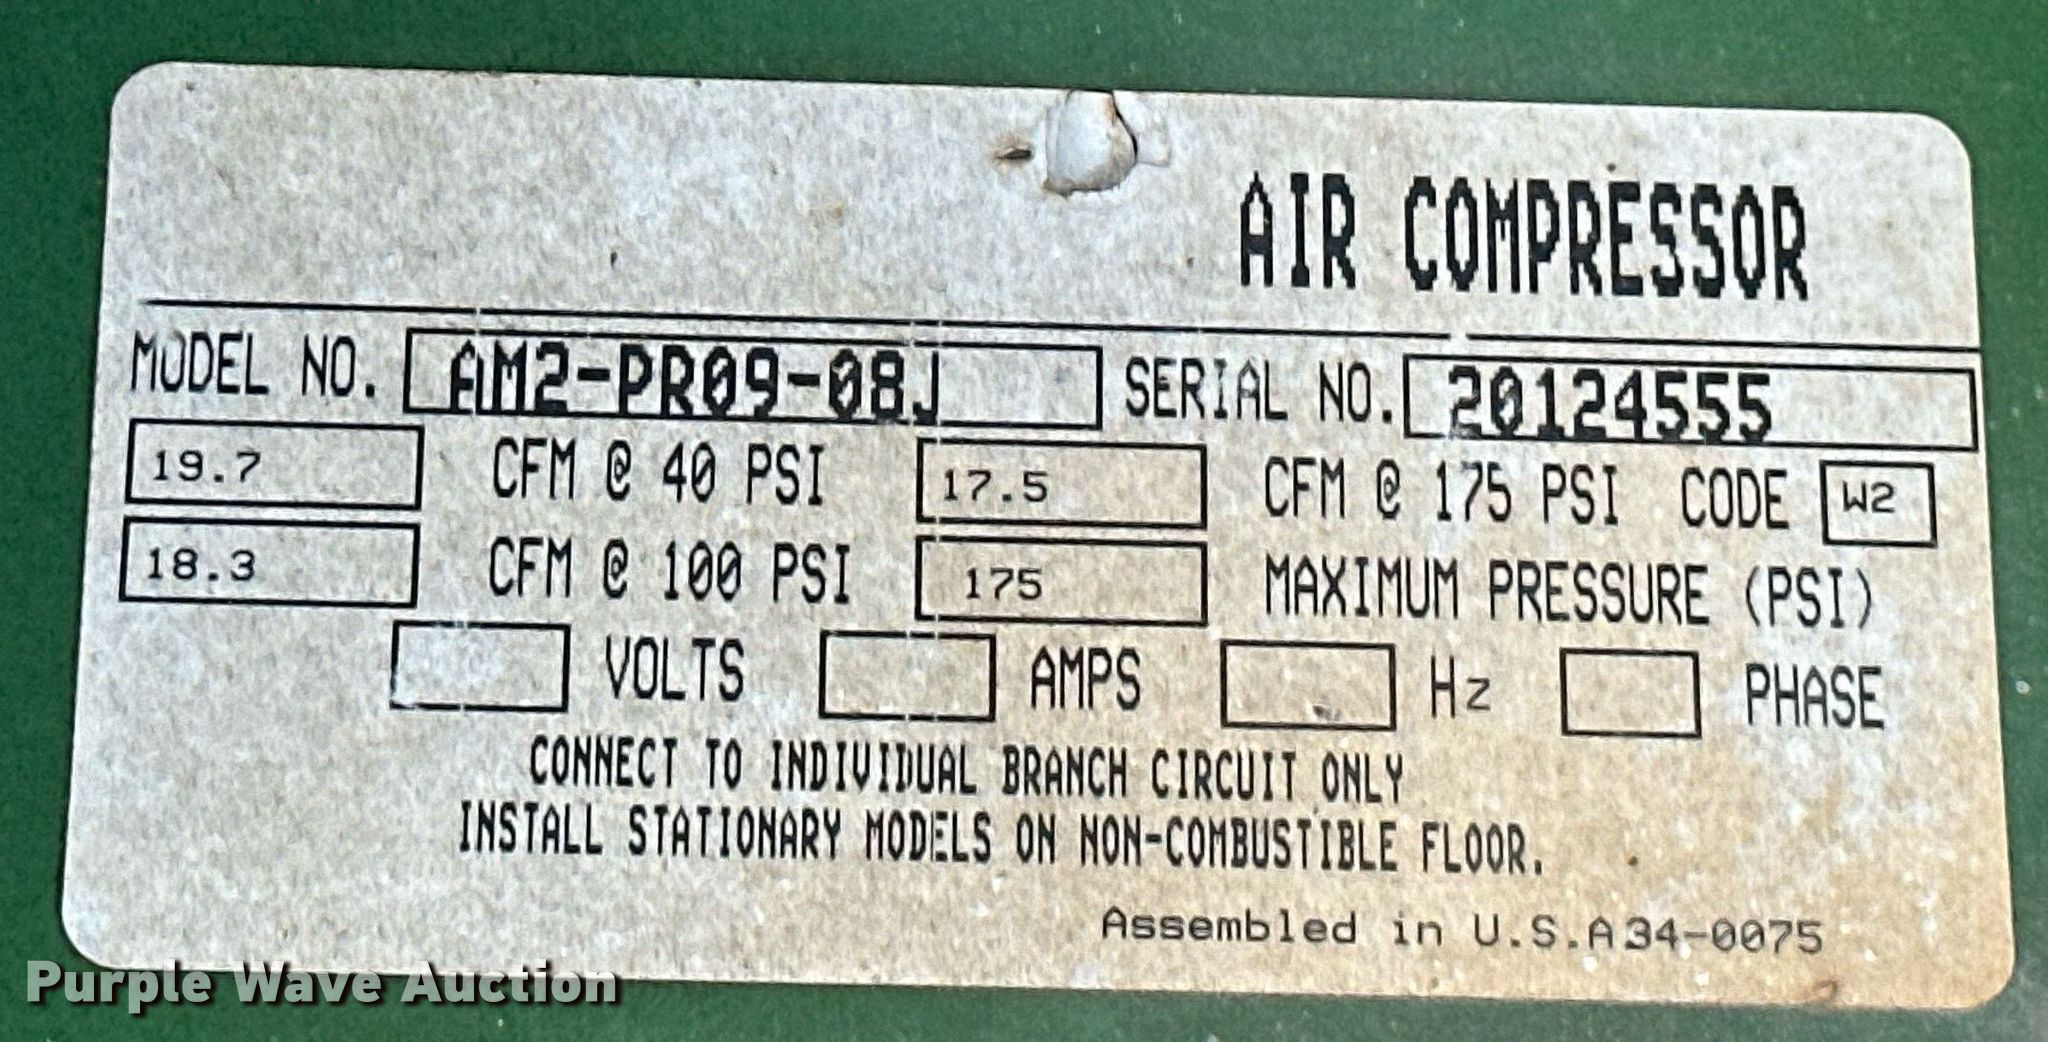 AIR COMPRESSOR
MODEL NO. AM2-PR09-08J SERIAL NO. 20124555
19.7 CFM @ 40 PSI 17.5 CFM @ 175 PSI CODE W2
18.3 CFM @ 100 PSI 175 MAXIMUM PRESSURE (PSI)
VOLTS AMPS Hz PHASE
CONNECT TO INDIVIDUAL BRANCH CIRCUIT ONLY
INSTALL STATIONARY MODELS ON NON-COMBUSTIBLE FLOOR.
Assembled in U.S.A 34-0075
Purple Wave Auction